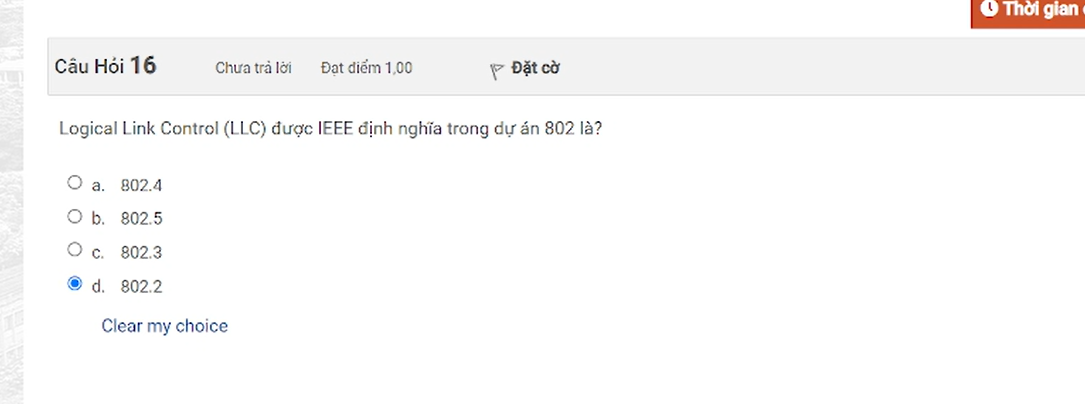 Thời gian
Câu Hỏi 16 Chưa trả lời Đạt điểm 1,00 Đặt cờ
Logical Link Control (LLC) được IEEE định nghĩa trong dự án 802 là?
a. 802.4
b. 802.5
c. 802.3
d. 802.2
Clear my choice